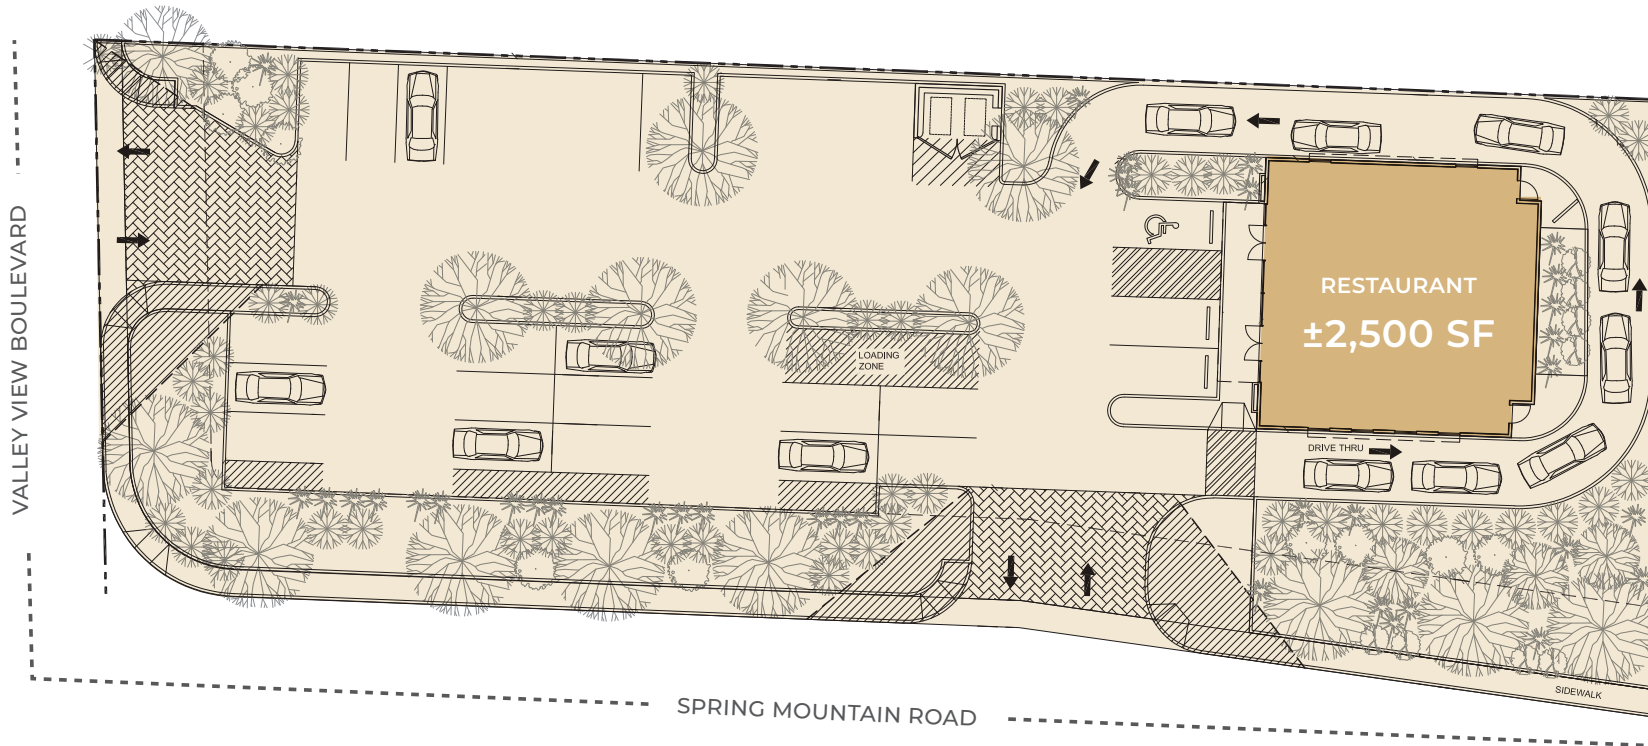 VALLEY VIEW BOULEVARD
RESTAURANT
±2,500 SF
LOADING
ZONE
DRIVE THRU
SIDEWALK
SPRING MOUNTAIN ROAD